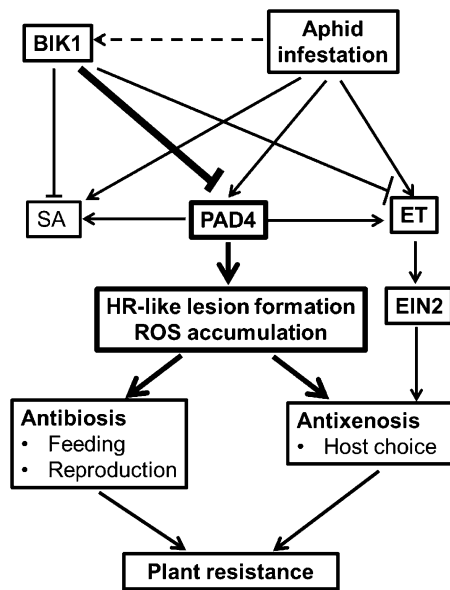 BIK1
Aphid
infestation
SA
PAD4
ET
HR-like lesion formation
ROS accumulation
EIN2
Antibiosis
• Feeding
• Reproduction
Antixenosis
• Host choice
Plant resistance